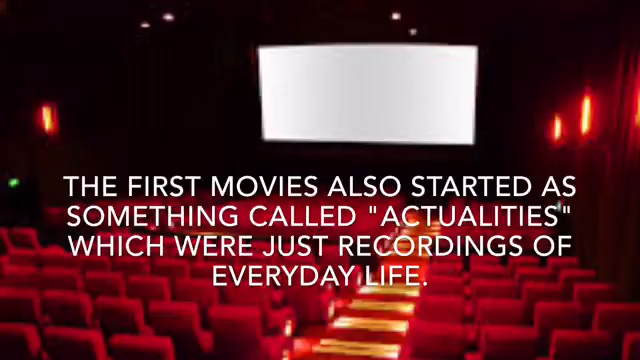 THE FIRST MOVIES ALSO STARTED AS
SOMETHING CALLED "ACTUALITIES"
WHICH WERE JUST RECORDINGS OF
EVERYDAY LIFE.